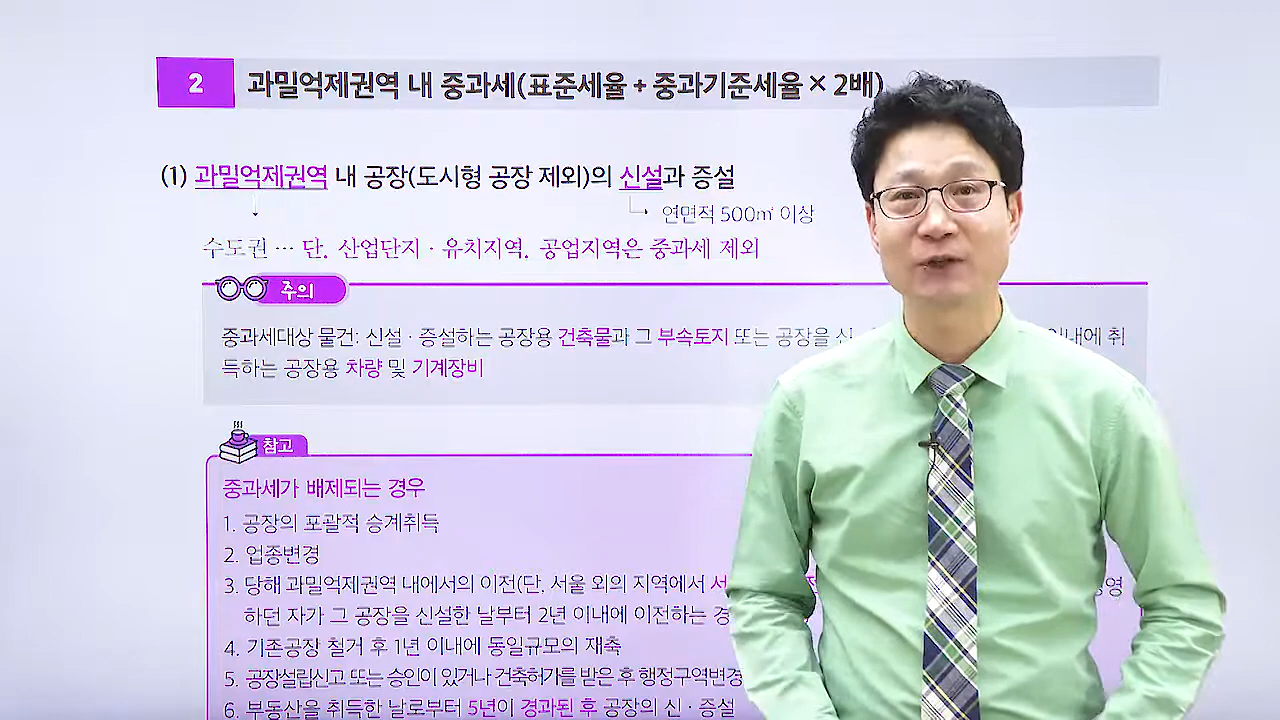 2 과밀억제권역 내 중과세(표준세율 + 중과기준세율 × 2배)
(1) 과밀억제권역 내 공장(도시형 공장 제외)의 신설과 증설
연면적 500㎡ 이상
수도권 … 단, 산업단지 · 유치지역, 공업지역은 중과세 제외
주의
중과세대상 물건: 신설 · 증설하는 공장용 건축물과 그 부속토지 또는 공장을 신 이내에 취
득하는 공장용 차량 및 기계장비
참고
중과세가 배제되는 경우
1. 공장의 포괄적 승계취득
2. 업종변경
3. 당해 과밀억제권역 내에서의 이전(단, 서울 외의 지역에서 서
하던 자가 그 공장을 신설한 날부터 2년 이내에 이전하는 경
4. 기존공장 철거 후 1년 이내에 동일규모의 재축
5. 공장설립신고 또는 승인이 있거나 건축허가를 받은 후 행정구역변경
6. 부동산을 취득한 날로부터 5년이 경과된 후 공장의 신 · 증설